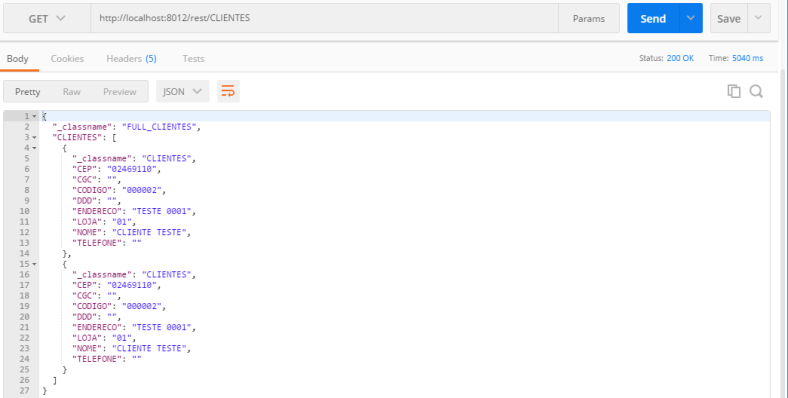 GET http://localhost:8012/rest/CLIENTES Params Send Save
Body Cookies Headers (5) Tests Status: 200 OK Time: 5040 ms
Pretty Raw Preview JSON
1 {
2 "_classname": "FULL_CLIENTES",
3 "CLIENTES": [
4 {
5 "_classname": "CLIENTES",
6 "CEP": "02469110",
7 "CGC": "",
8 "CODIGO": "000002",
9 "DDD": "",
10 "ENDERECO": "TESTE 0001",
11 "LOJA": "01",
12 "NOME": "CLIENTE TESTE",
13 "TELEFONE": ""
14 },
15 {
16 "_classname": "CLIENTES",
17 "CEP": "02469110",
18 "CGC": "",
19 "CODIGO": "000002",
20 "DDD": "",
21 "ENDERECO": "TESTE 0001",
22 "LOJA": "01",
23 "NOME": "CLIENTE TESTE",
24 "TELEFONE": ""
25 }
26 ]
27 }